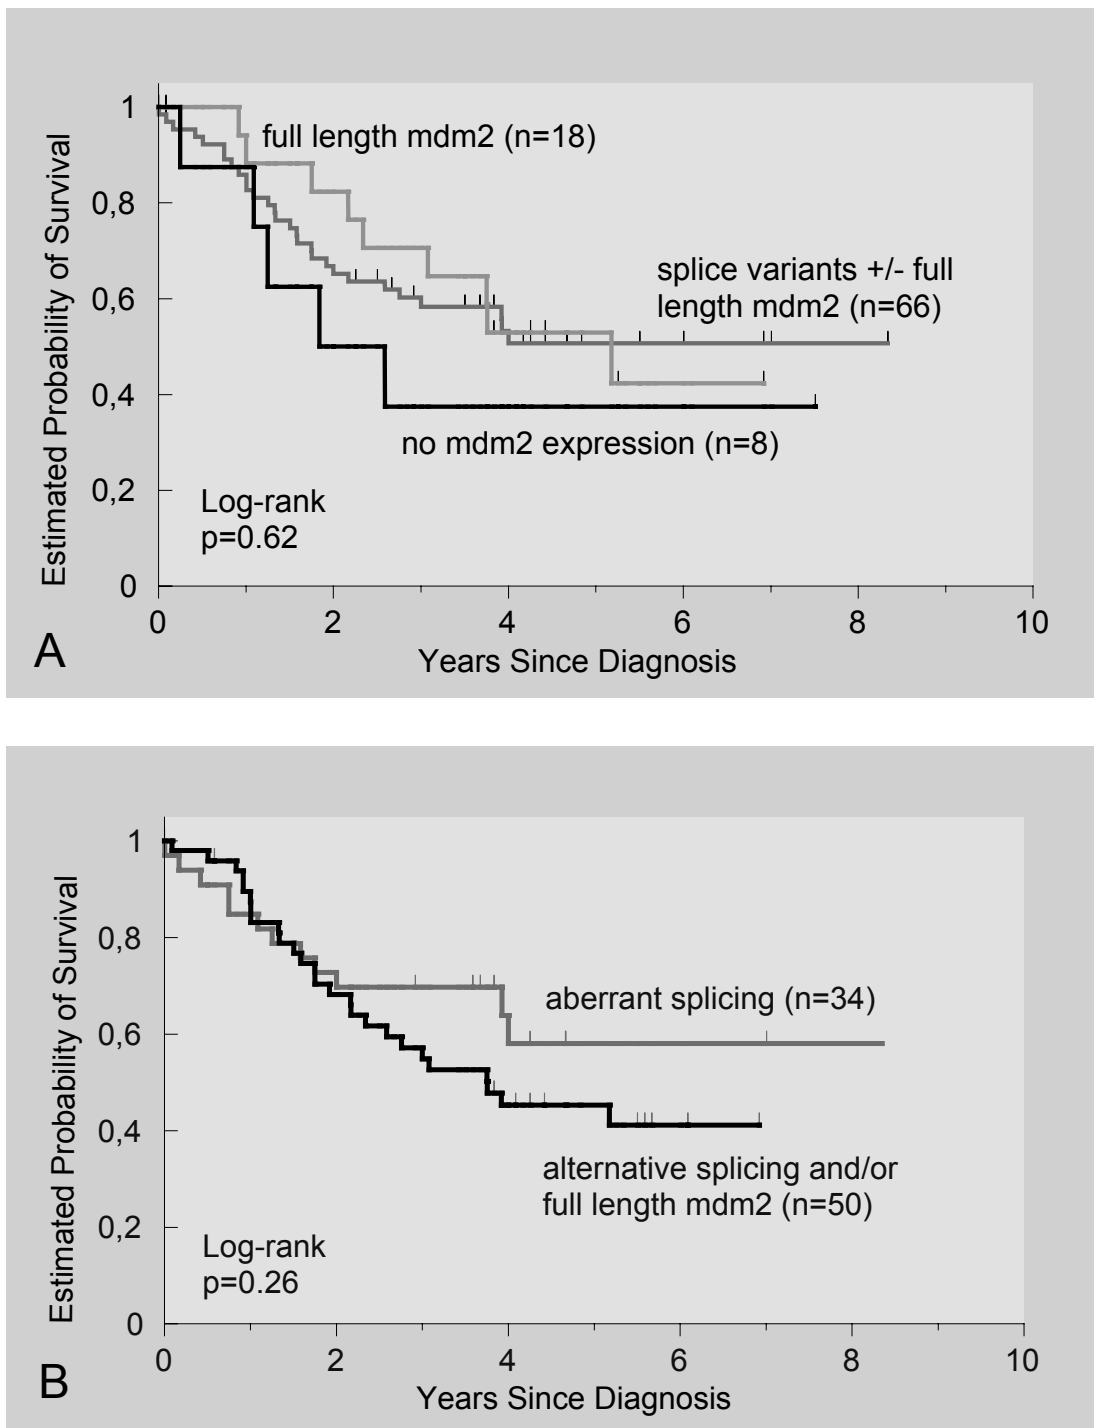 Estimated Probability of Survival
1
0,8
0,6
0,4
0,2
0
full length mdm2 (n=18)
splice variants +/- full
length mdm2 (n=66)
no mdm2 expression (n=8)
Log-rank
p=0.62
0 2 4 6 8 10
Years Since Diagnosis
A
Estimated Probability of Survival
1
0,8
0,6
0,4
0,2
0
aberrant splicing (n=34)
alternative splicing and/or
full length mdm2 (n=50)
Log-rank
p=0.26
0 2 4 6 8 10
Years Since Diagnosis
B